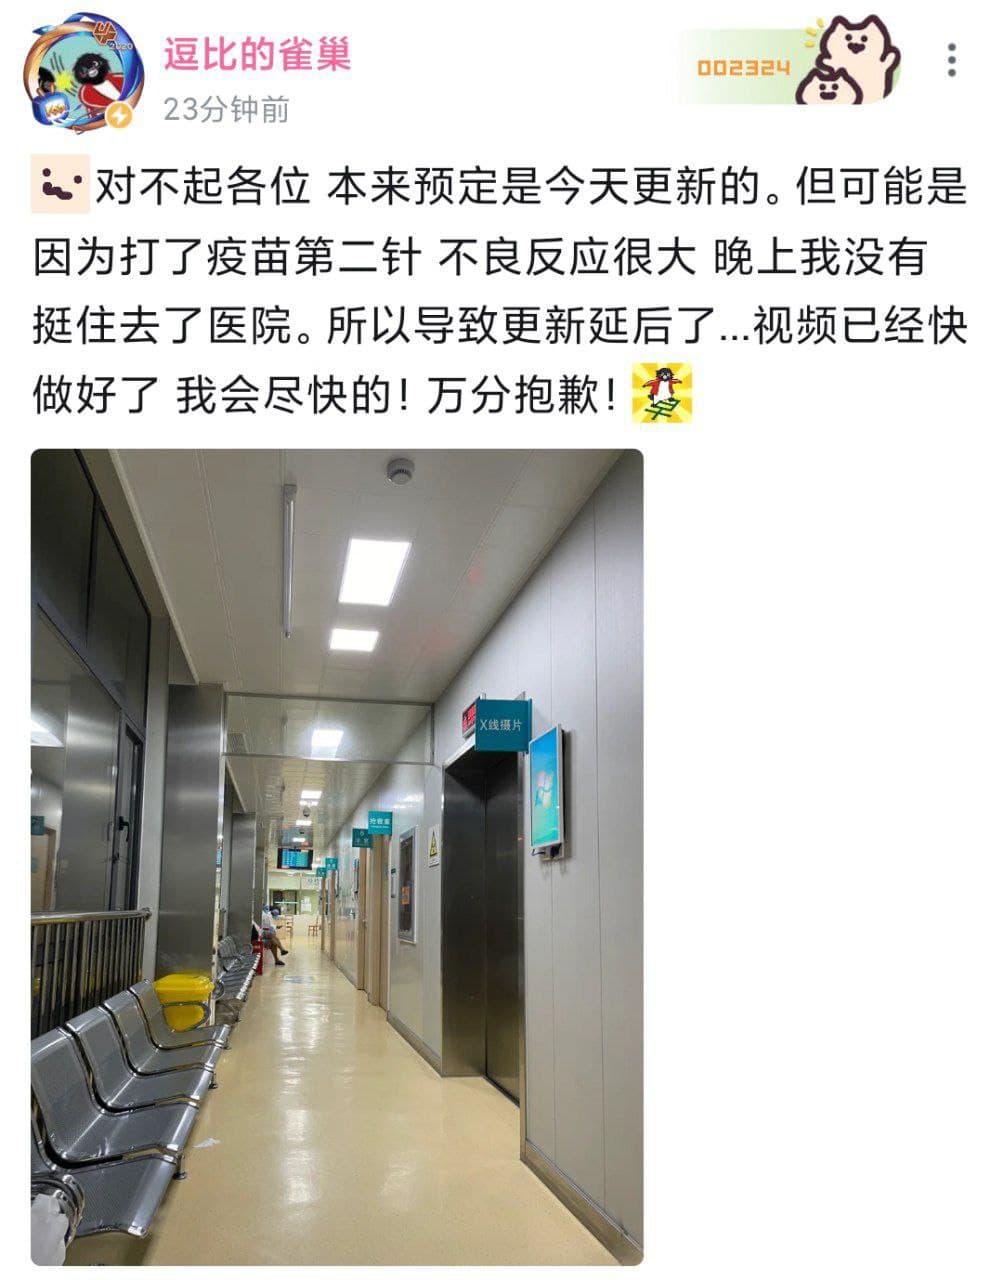 逗比的雀巢
23分钟前
002324
对不起各位 本来预定是今天更新的。但可能是
因为打了疫苗第二针 不良反应很大 晚上我没有
挺住去了医院。所以导致更新延后了...视频已经快
做好了 我会尽快的！万分抱歉！
早
X线摄片
抢救室